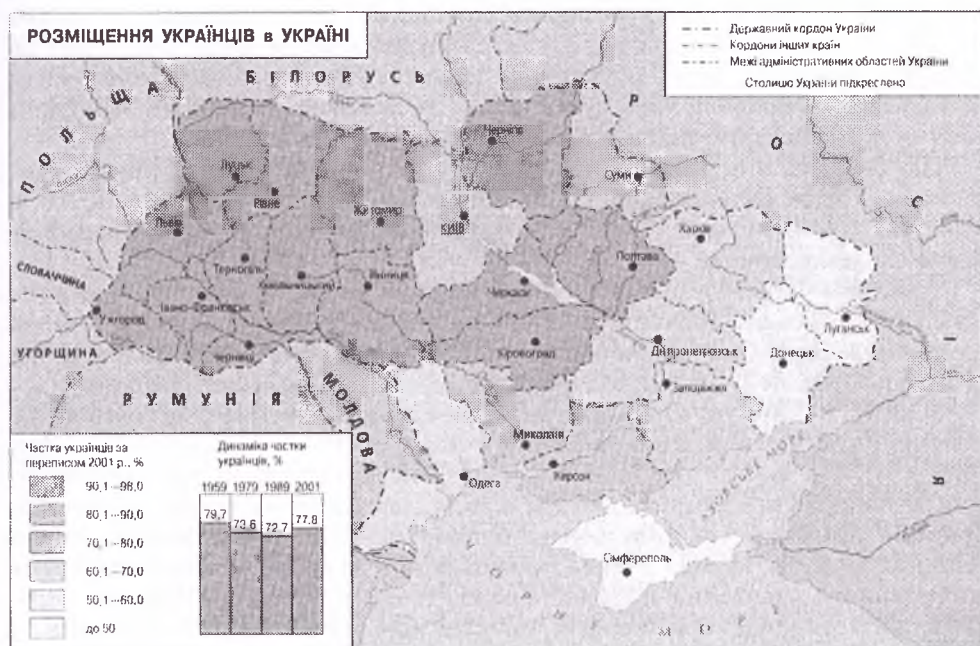 РОЗМІЩЕННЯ УКРАЇНЦІВ в УКРАЇНІ
Державний кордон України
Кордони інших країн
Межі адміністративних областей України
Столицю України підкреслено
БІЛОРУСЬ
ПОЛЬЩА
РОСІЯ
СЛОВАЧЧИНА
УГОРЩИНА
РУМУНІЯ
МОЛДОВА
Чернігів
Луцьк
Рівне
Суми
Львів
Житомир
КИЇВ
Харків
Тернопіль
Хмельницький
Вінниця
Полтава
Черкаси
Івано-Франківськ
Ужгород
Луганськ
Чернівці
Кіровоград
Дніпропетровськ
Донецьк
Запоріжжя
Миколаїв
Херсон
Одеса
АЗОВСЬКЕ МОРЕ
Сімферополь
Частка українців за
переписом 2001 р., %
90,1—98,0
80,1—90,0
70,1—80,0
60,1—70,0
50,1—60,0
до 50
Динаміка частки
українців, %
1959 1979 1989 2001
79,7 73,6 72,7 77,8